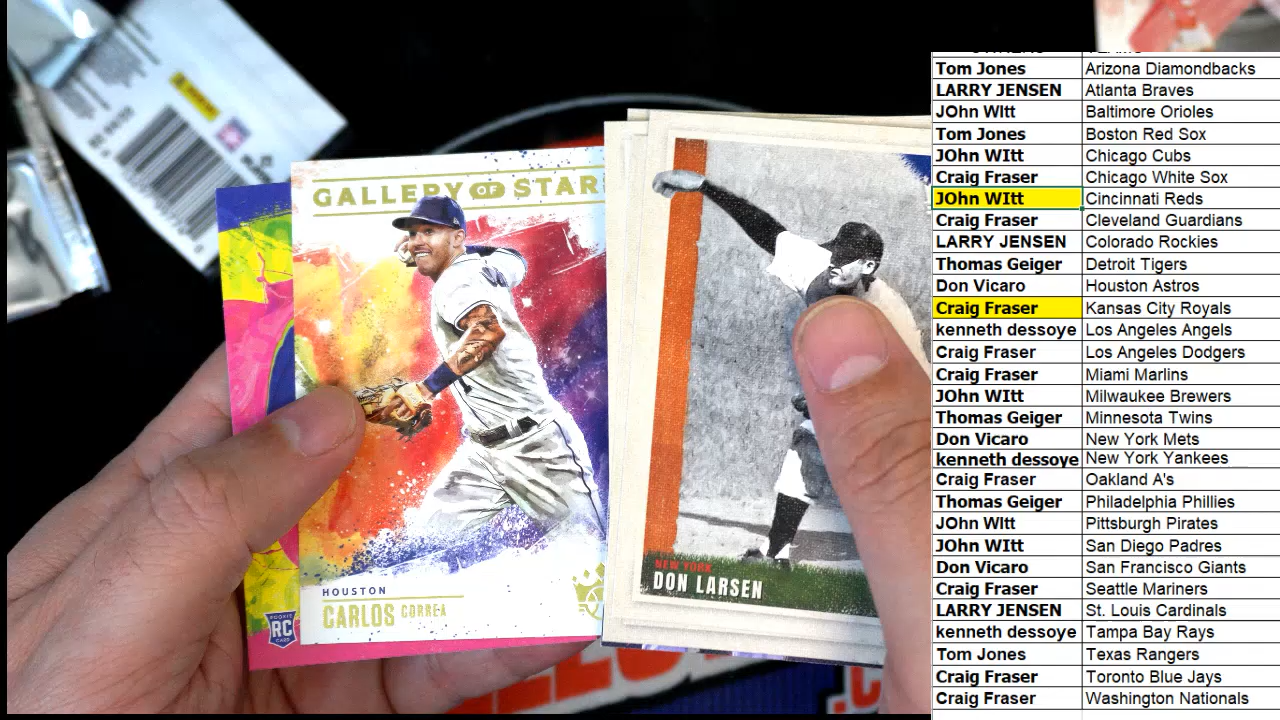 Tom Jones Arizona Diamondbacks
LARRY JENSEN Atlanta Braves
JOhn WItt Baltimore Orioles
Tom Jones Boston Red Sox
JOhn WItt Chicago Cubs
Craig Fraser Chicago White Sox
JOhn WItt Cincinnati Reds
Craig Fraser Cleveland Guardians
LARRY JENSEN Colorado Rockies
Thomas Geiger Detroit Tigers
Don Vicaro Houston Astros
Craig Fraser Kansas City Royals
kenneth dessoye Los Angeles Angels
Craig Fraser Los Angeles Dodgers
Craig Fraser Miami Marlins
JOhn WItt Milwaukee Brewers
Thomas Geiger Minnesota Twins
Don Vicaro New York Mets
kenneth dessoye New York Yankees
Craig Fraser Oakland A's
Thomas Geiger Philadelphia Phillies
JOhn WItt Pittsburgh Pirates
JOhn WItt San Diego Padres
Don Vicaro San Francisco Giants
Craig Fraser Seattle Mariners
LARRY JENSEN St. Louis Cardinals
kenneth dessoye Tampa Bay Rays
Tom Jones Texas Rangers
Craig Fraser Toronto Blue Jays
Craig Fraser Washington Nationals
GALLERY OF STAR
HOUSTON
CARLOS CORREA
ROOKIE
RC
CARD
NEW YORK
DON LARSEN